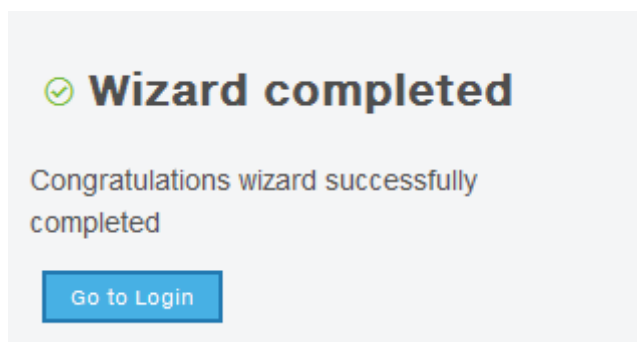 Wizard completed
Congratulations wizard successfully
completed
Go to Login